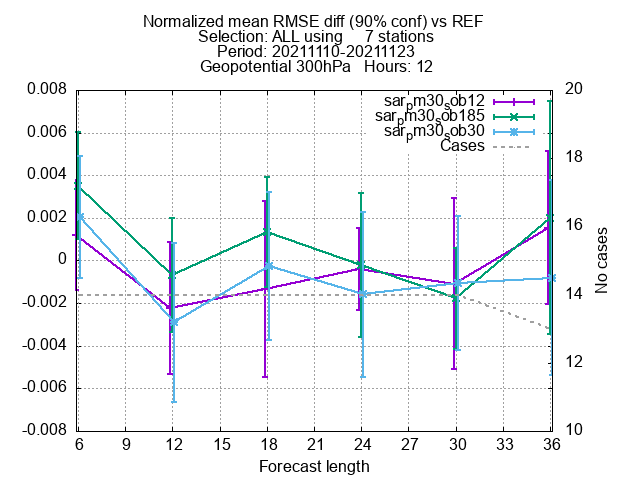 Normalized mean RMSE diff (90% conf) vs REF
Selection: ALL using     7 stations
Period: 20211110-20211123
Geopotential 300hPa   Hours: 12
0.008
0.006
0.004
0.002
0
-0.002
-0.004
-0.006
-0.008
20
18
16
14
12
10
No cases
sarpm30sob12
sarpm30sob185
sarpm30sob30
Cases
6 9 12 15 18 21 24 27 30 33 36
Forecast length